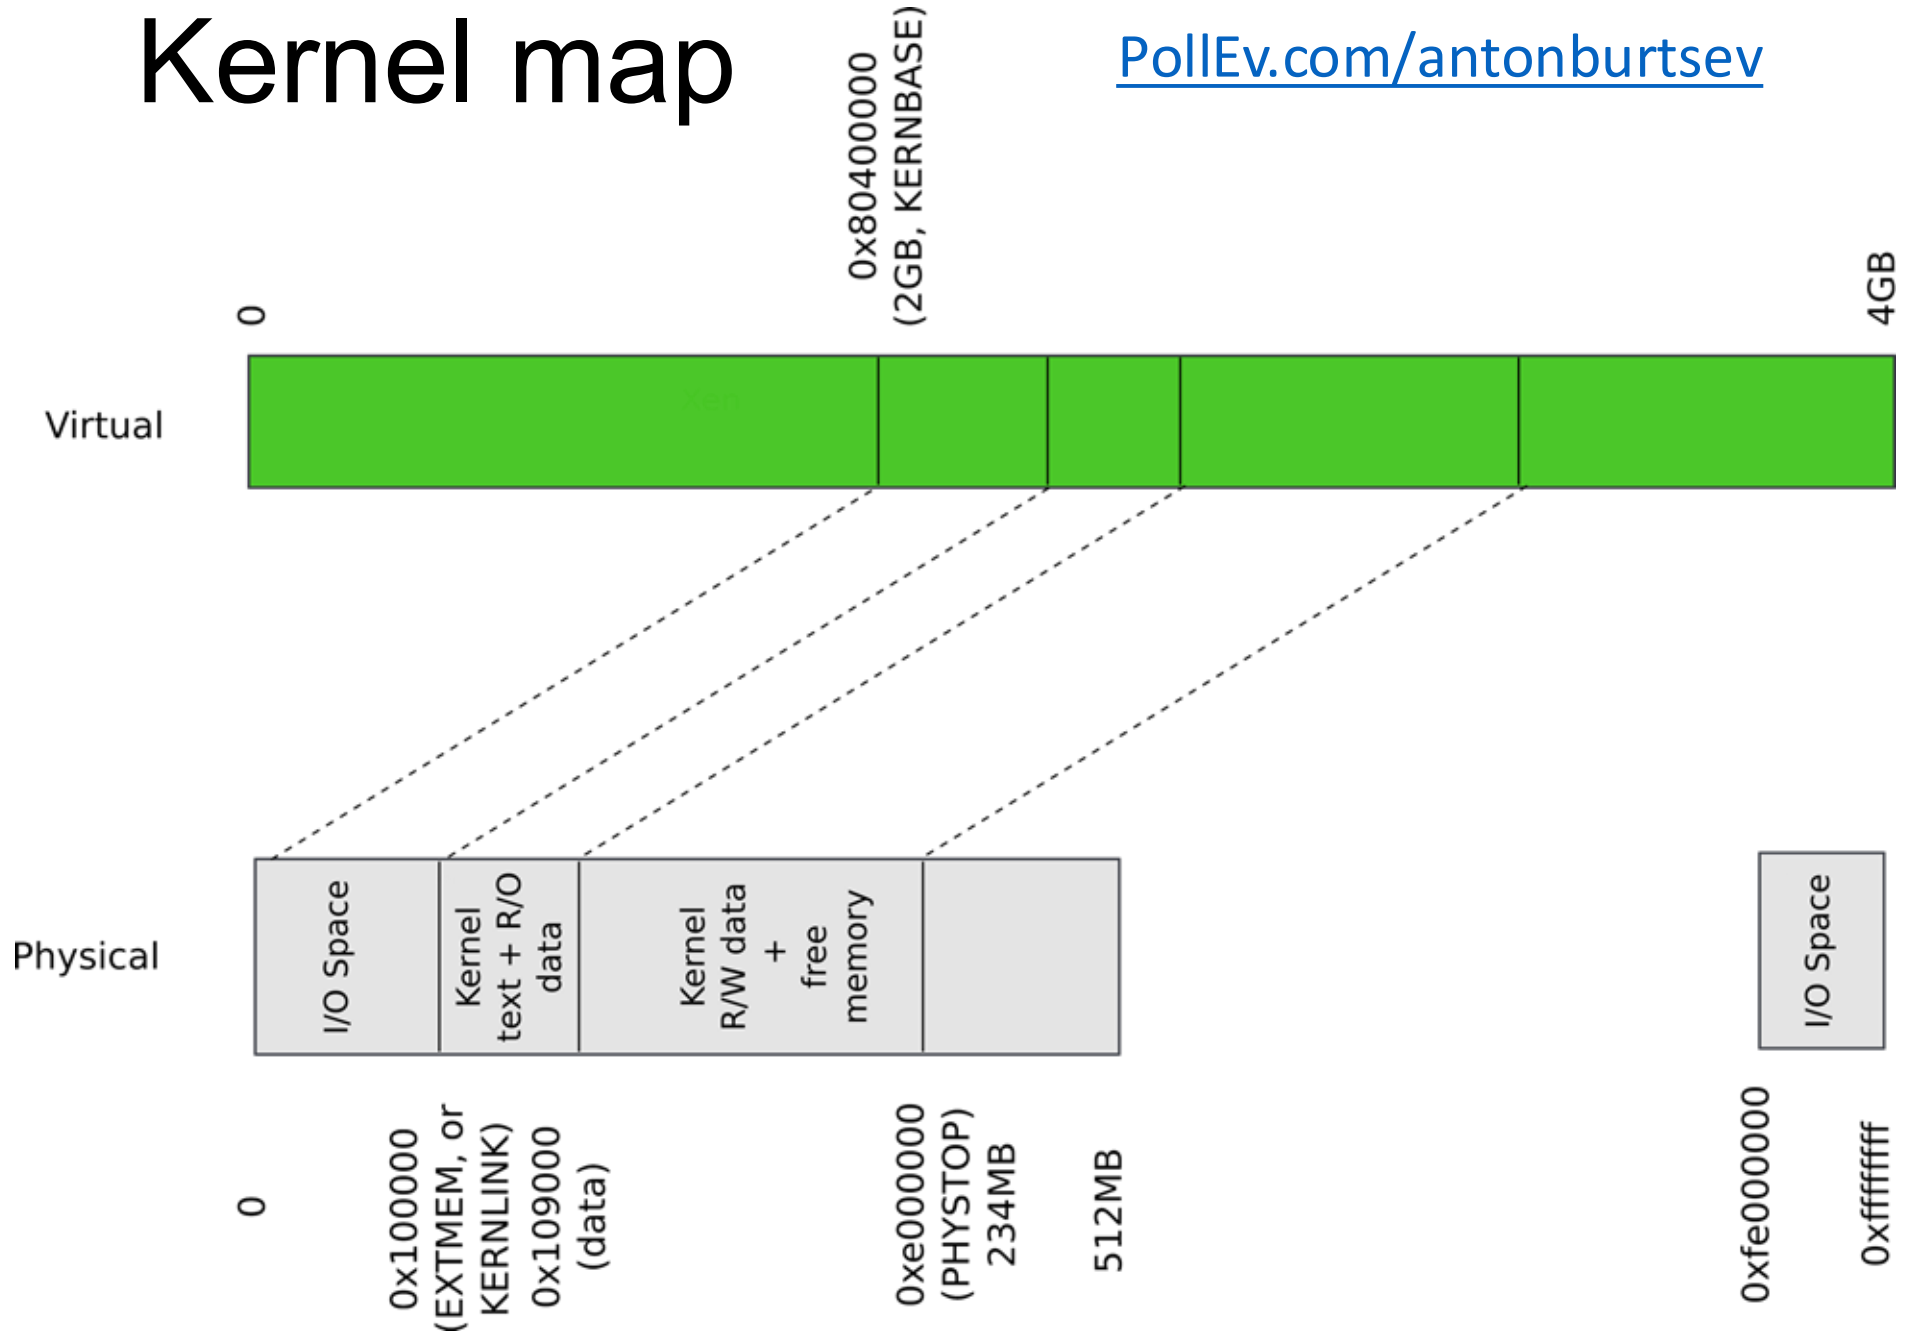 Kernel map
PollEv.com/antonburtsev
0
0x80400000
(2GB, KERNBASE)
4GB
Virtual
Xen
Physical
I/O Space
Kernel
text + R/O
data
Kernel
R/W data
+
free
memory
I/O Space
0
0x100000
(EXTMEM, or
KERNLINK)
0x109000
(data)
0xe000000
(PHYSTOP)
234MB
512MB
0xfe000000
0xffffffff